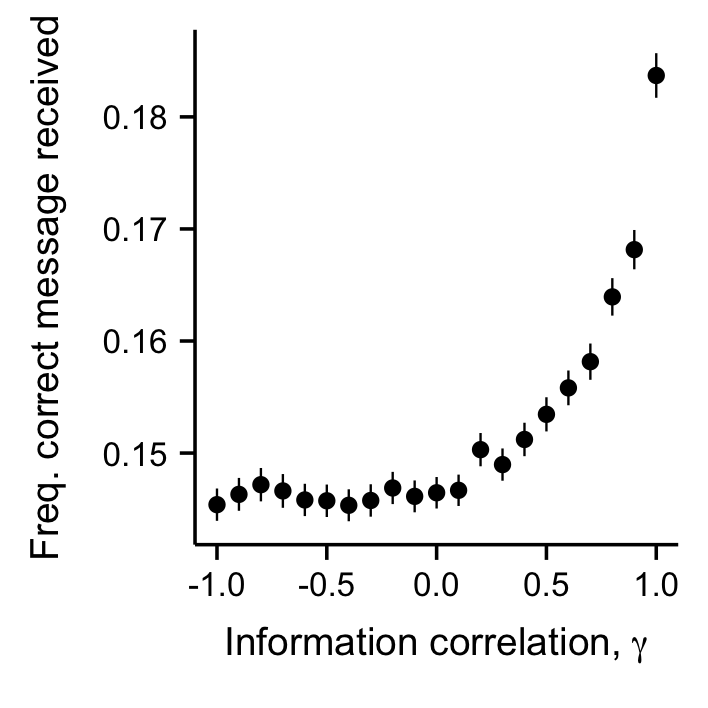 Freq. correct message received
0.18
0.17
0.16
0.15
-1.0 -0.5 0.0 0.5 1.0
Information correlation, γ